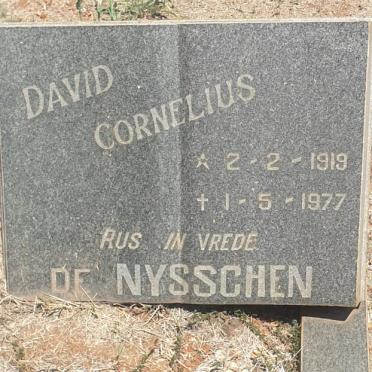 DAVID
CORNELIUS
☆ 2-2-1919
† 1-5-1977
RUS IN VREDE
DE NYSSCHEN